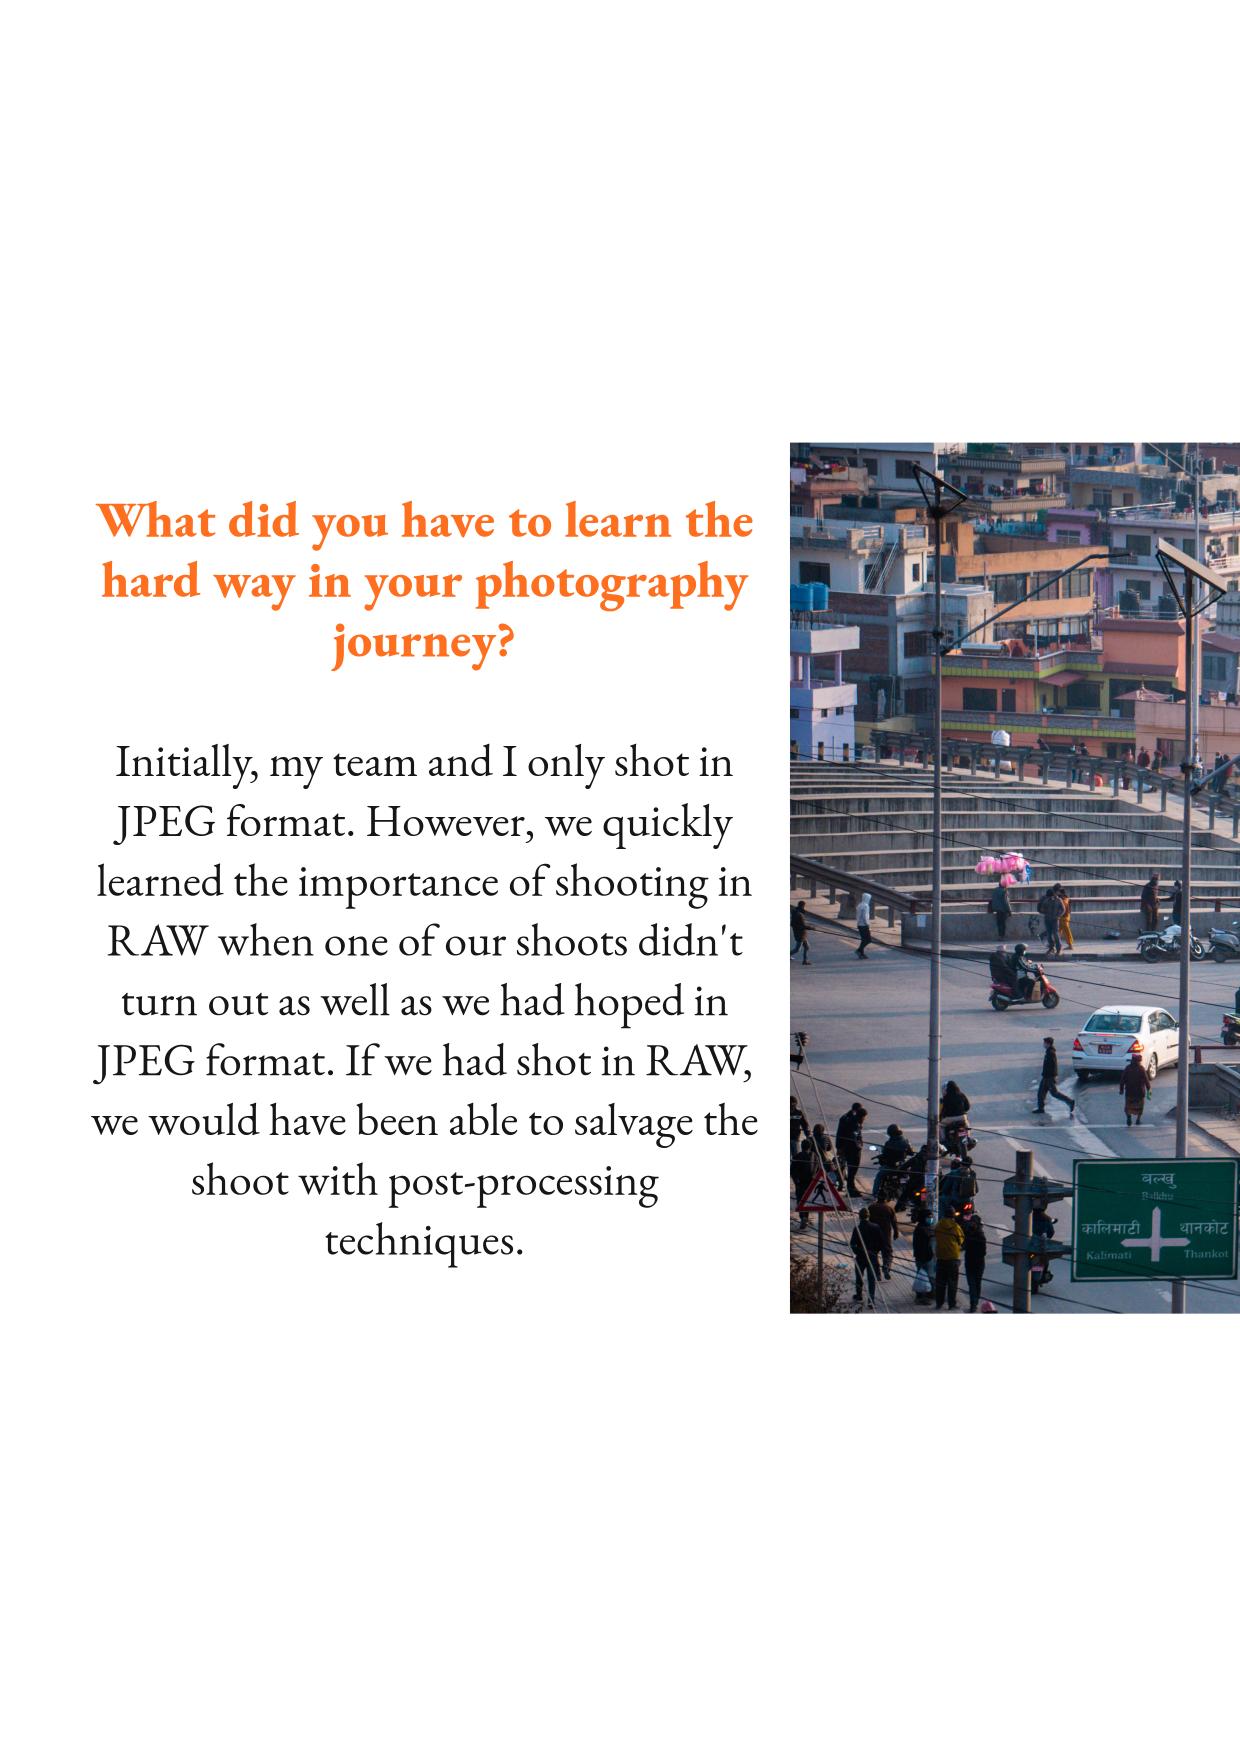 What did you have to learn the
hard way in your photography
journey?
Initially, my team and I only shot in
JPEG format. However, we quickly
learned the importance of shooting in
RAW when one of our shoots didn't
turn out as well as we had hoped in
JPEG format. If we had shot in RAW,
we would have been able to salvage the
shoot with post-processing
techniques.
बल्खु
Balkhu
कालिमाटी थानकोट
Kalimati Thankot